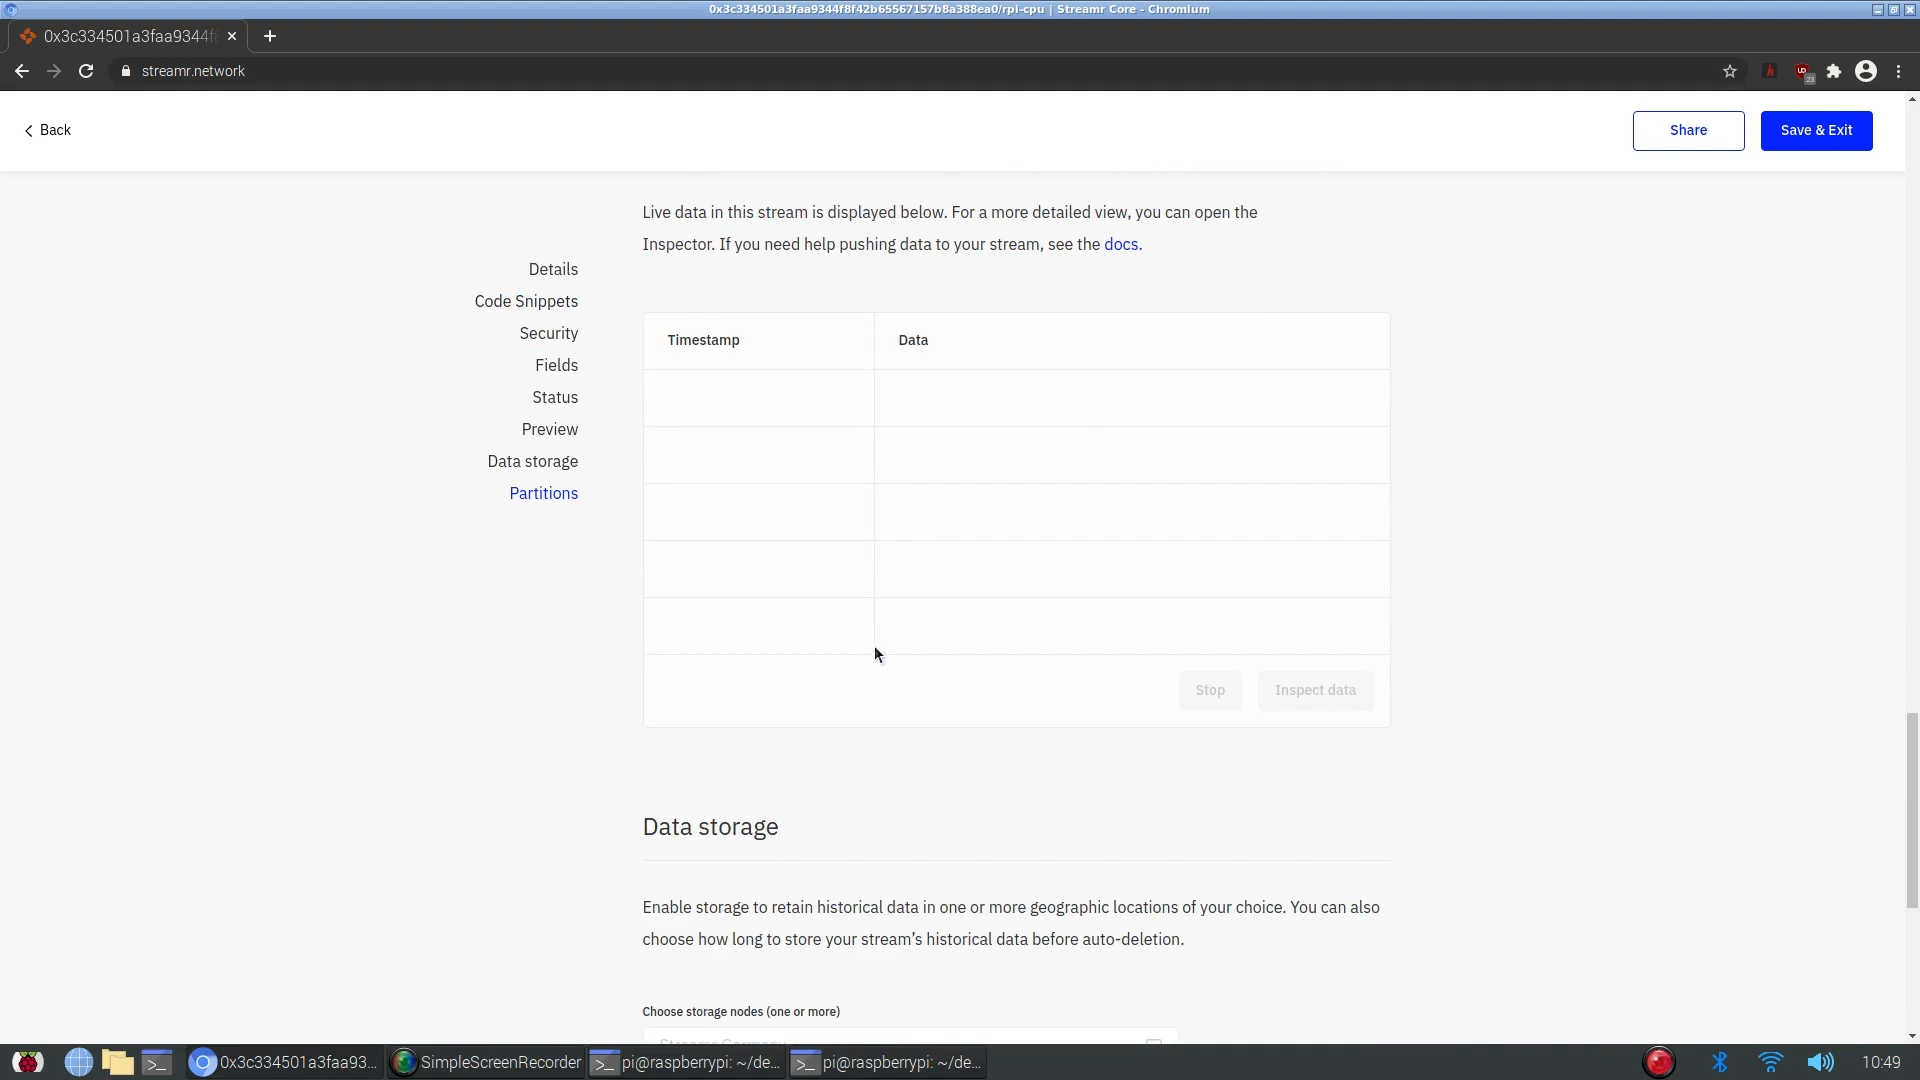 0x3c334501a3faa9344f8f42b65567157b8a388ea0/rpi-cpu | Streamr Core - Chromium
0x3c334501a3faa9344f
streamr.network
23
Back
Share
Save & Exit
Live data in this stream is displayed below. For a more detailed view, you can open the
Inspector. If you need help pushing data to your stream, see the docs.
Details
Code Snippets
Security
Fields
Status
Preview
Data storage
Partitions
Timestamp
Data
Stop
Inspect data
Data storage
Enable storage to retain historical data in one or more geographic locations of your choice. You can also
choose how long to store your stream’s historical data before auto-deletion.
Choose storage nodes (one or more)
Streamr Germany
0x3c334501a3faa93...
SimpleScreenRecorder
pi@raspberrypi: ~/de...
pi@raspberrypi: ~/de...
10:49